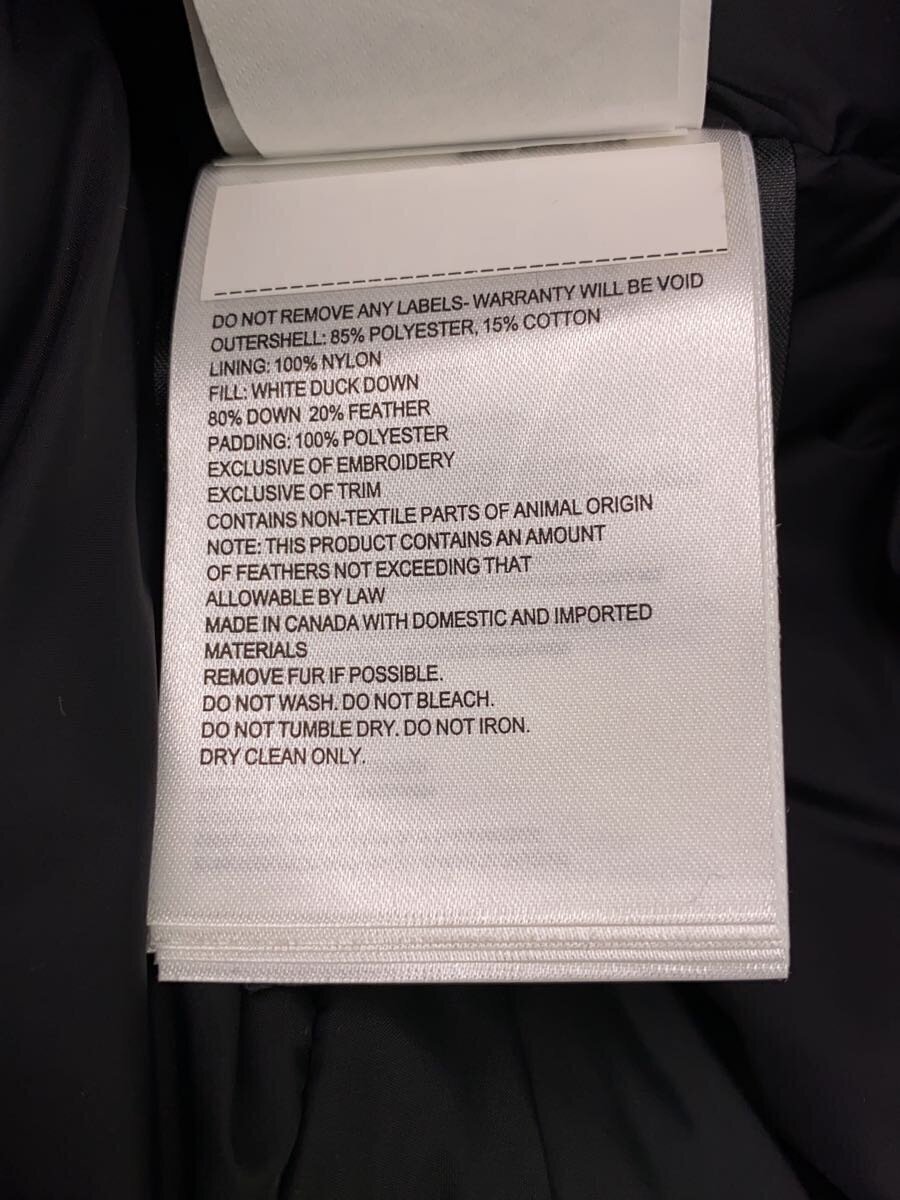 DO NOT REMOVE ANY LABELS- WARRANTY WILL BE VOID
OUTERSHELL: 85% POLYESTER, 15% COTTON
LINING: 100% NYLON
FILL: WHITE DUCK DOWN
80% DOWN 20% FEATHER
PADDING: 100% POLYESTER
EXCLUSIVE OF EMBROIDERY
EXCLUSIVE OF TRIM
CONTAINS NON-TEXTILE PARTS OF ANIMAL ORIGIN
NOTE: THIS PRODUCT CONTAINS AN AMOUNT
OF FEATHERS NOT EXCEEDING THAT
ALLOWABLE BY LAW
MADE IN CANADA WITH DOMESTIC AND IMPORTED
MATERIALS
REMOVE FUR IF POSSIBLE.
DO NOT WASH. DO NOT BLEACH.
DO NOT TUMBLE DRY. DO NOT IRON.
DRY CLEAN ONLY.